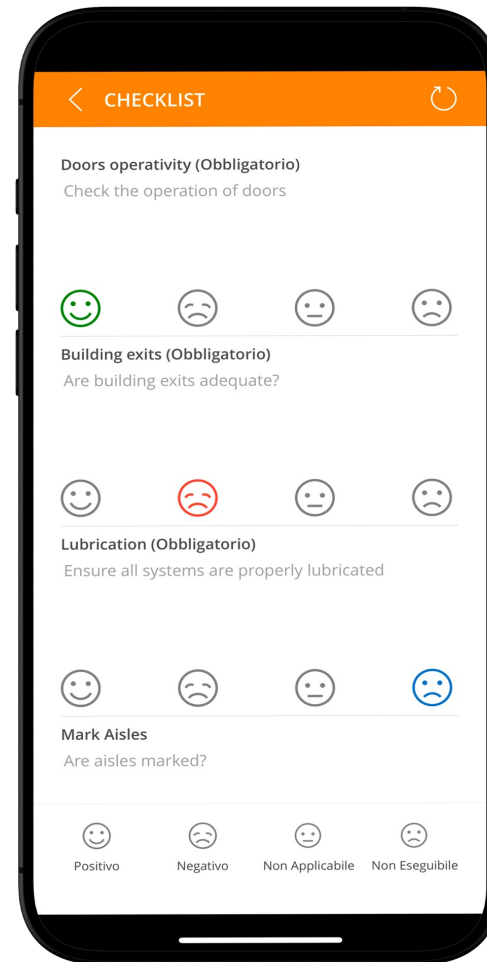 CHECKLIST
Doors operativity (Obbligatorio)
Check the operation of doors
Building exits (Obbligatorio)
Are building exits adequate?
Lubrication (Obbligatorio)
Ensure all systems are properly lubricated
Mark Aisles
Are aisles marked?
Positivo Negativo Non Applicabile Non Eseguibile